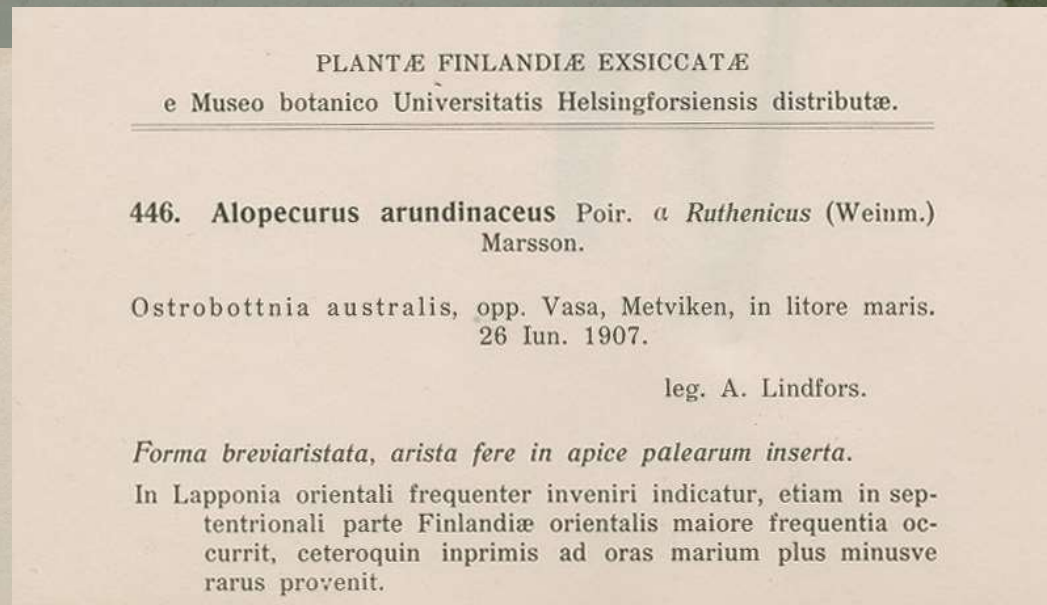 PLANTÆ FINLANDIÆ EXSICCATÆ
e Museo botanico Universitatis Helsingforsiensis distributæ.
446. Alopecurus arundinaceus Poir. α Ruthenicus (Weinm.)
Marsson.
Ostrobottnia australis, opp. Vasa, Metviken, in litore maris.
26 Iun. 1907.
leg. A. Lindfors.
Forma breviaristata, arista fere in apice palearum inserta.
In Lapponia orientali frequenter inveniri indicatur, etiam in sep-
tentrionali parte Finlandiæ orientalis maiore frequentia oc-
currit, ceteroquin inprimis ad oras marium plus minusve
rarus provenit.